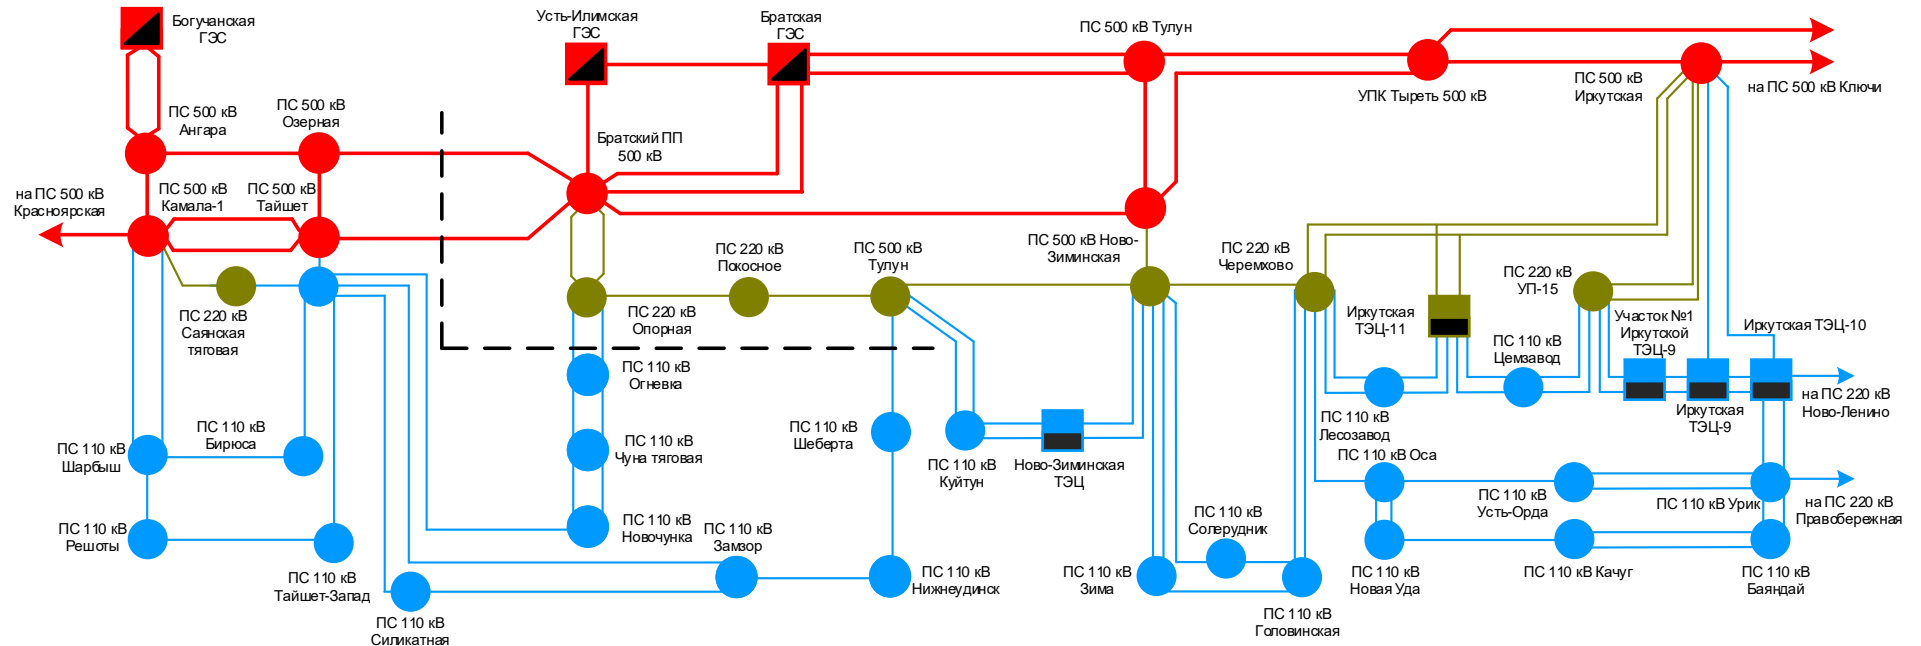 Богучанская
ГЭС
Усть-Илимская
ГЭС
Братская
ГЭС
ПС 500 кВ Тулун
УПК Тыреть 500 кВ
ПС 500 кВ
Иркутская
на ПС 500 кВ Ключи
ПС 500 кВ
Ангара
ПС 500 кВ
Озерная
Братский ПП
500 кВ
на ПС 500 кВ
Красноярская
ПС 500 кВ
Камала-1
ПС 500 кВ
Тайшет
ПС 220 кВ
Саянская
тяговая
ПС 220 кВ
Опорная
ПС 220 кВ
Покосное
ПС 500 кВ
Тулун
ПС 500 кВ Ново-
Зиминская
ПС 220 кВ
Черемхово
Иркутская
ТЭЦ-11
ПС 220 кВ
УП-15
ПС 110 кВ
Цемзавод
Участок №1
Иркутской
ТЭЦ-9
Иркутская ТЭЦ-10
Иркутская
ТЭЦ-9
на ПС 220 кВ
Ново-Ленино
ПС 110 кВ
Огневка
ПС 110 кВ
Чуна тяговая
ПС 110 кВ
Новочунка
ПС 110 кВ
Шарбыш
ПС 110 кВ
Бирюса
ПС 110 кВ
Решоты
ПС 110 кВ
Тайшет-Запад
ПС 110 кВ
Силикатная
ПС 110 кВ
Замзор
ПС 110 кВ
Нижнеудинск
ПС 110 кВ
Шеберта
ПС 110 кВ
Куйтун
Ново-Зиминская
ТЭЦ
ПС 110 кВ
Зима
ПС 110 кВ
Солерудник
ПС 110 кВ
Головинская
ПС 110 кВ
Лесозавод
ПС 110 кВ Оса
ПС 110 кВ
Новая Уда
ПС 110 кВ
Усть-Орда
ПС 110 кВ Качуг
ПС 110 кВ Урик
ПС 110 кВ
Баяндай
на ПС 220 кВ
Правобережная